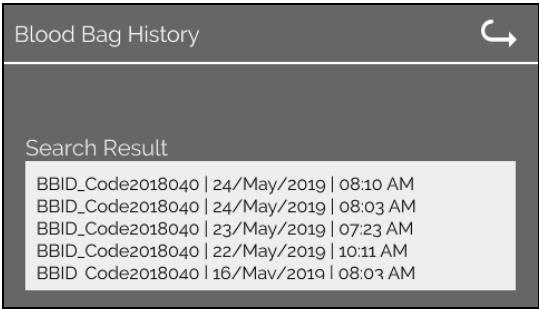 Blood Bag History
Search Result
BBID_Code2018040 | 24/May/2019 | 08:10 AM
BBID_Code2018040 | 24/May/2019 | 08:03 AM
BBID_Code2018040 | 23/May/2019 | 07:23 AM
BBID_Code2018040 | 22/May/2019 | 10:11 AM
BBID_Code2018040 | 16/May/2019 | 08:03 AM